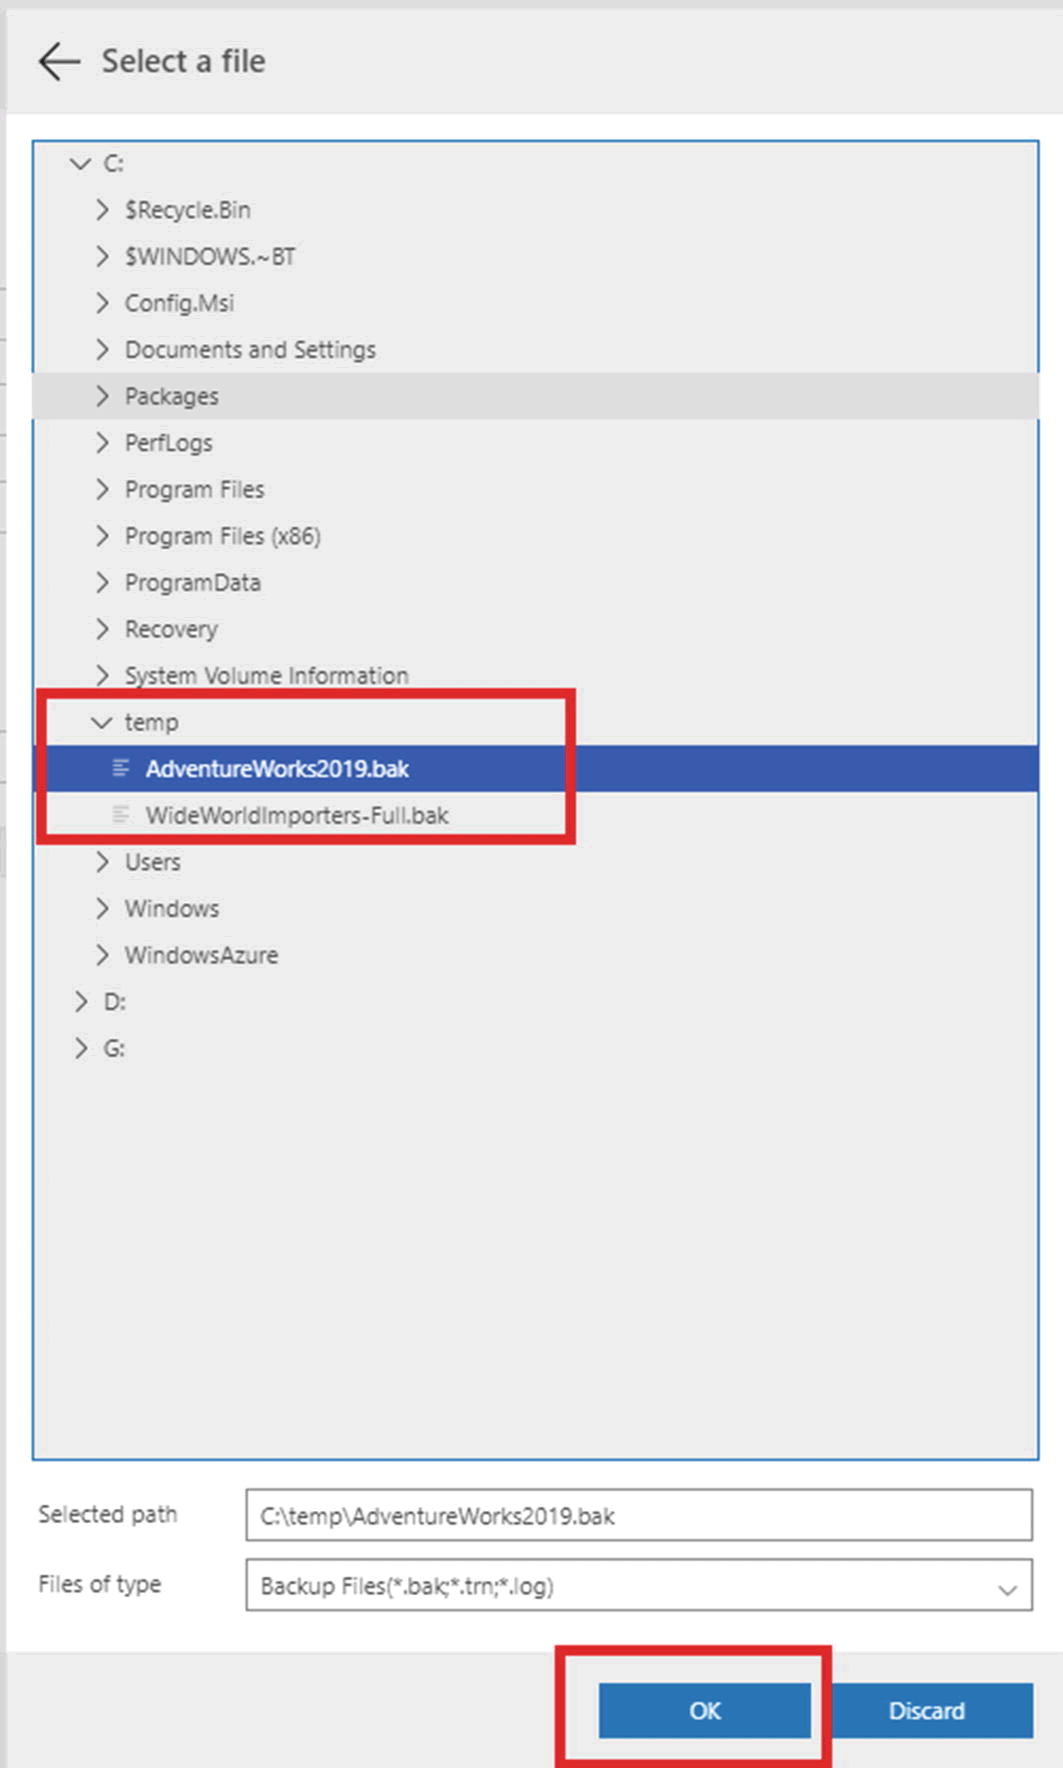 Select a file
C:
$Recycle.Bin
$WINDOWS.~BT
Config.Msi
Documents and Settings
Packages
PerfLogs
Program Files
Program Files (x86)
ProgramData
Recovery
System Volume Information
temp
AdventureWorks2019.bak
WideWorldImporters-Full.bak
Users
Windows
WindowsAzure
D:
G:
Selected path C:\temp\AdventureWorks2019.bak
Files of type Backup Files(*.bak;*.trn;*.log)
OK Discard